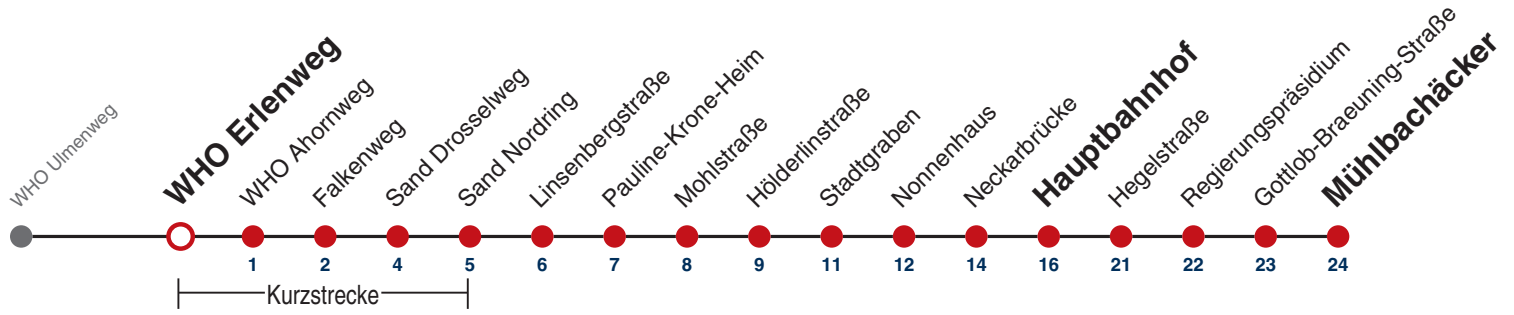 WHO Ulmenweg
WHO Erlenweg
WHO Ahornweg
Falkenweg
Sand Drosselweg
Sand Nordring
Linsenbergstraße
Pauline-Krone-Heim
Mohlstraße
Hölderlinstraße
Stadtgraben
Nonnenhaus
Neckarbrücke
Hauptbahnhof
Hegelstraße
Regierungspräsidium
Gottlob-Braeuning-Straße
Mühlbachäcker
1 2 4 5 6 7 8 9 11 12 14 16 21 22 23 24
Kurzstrecke